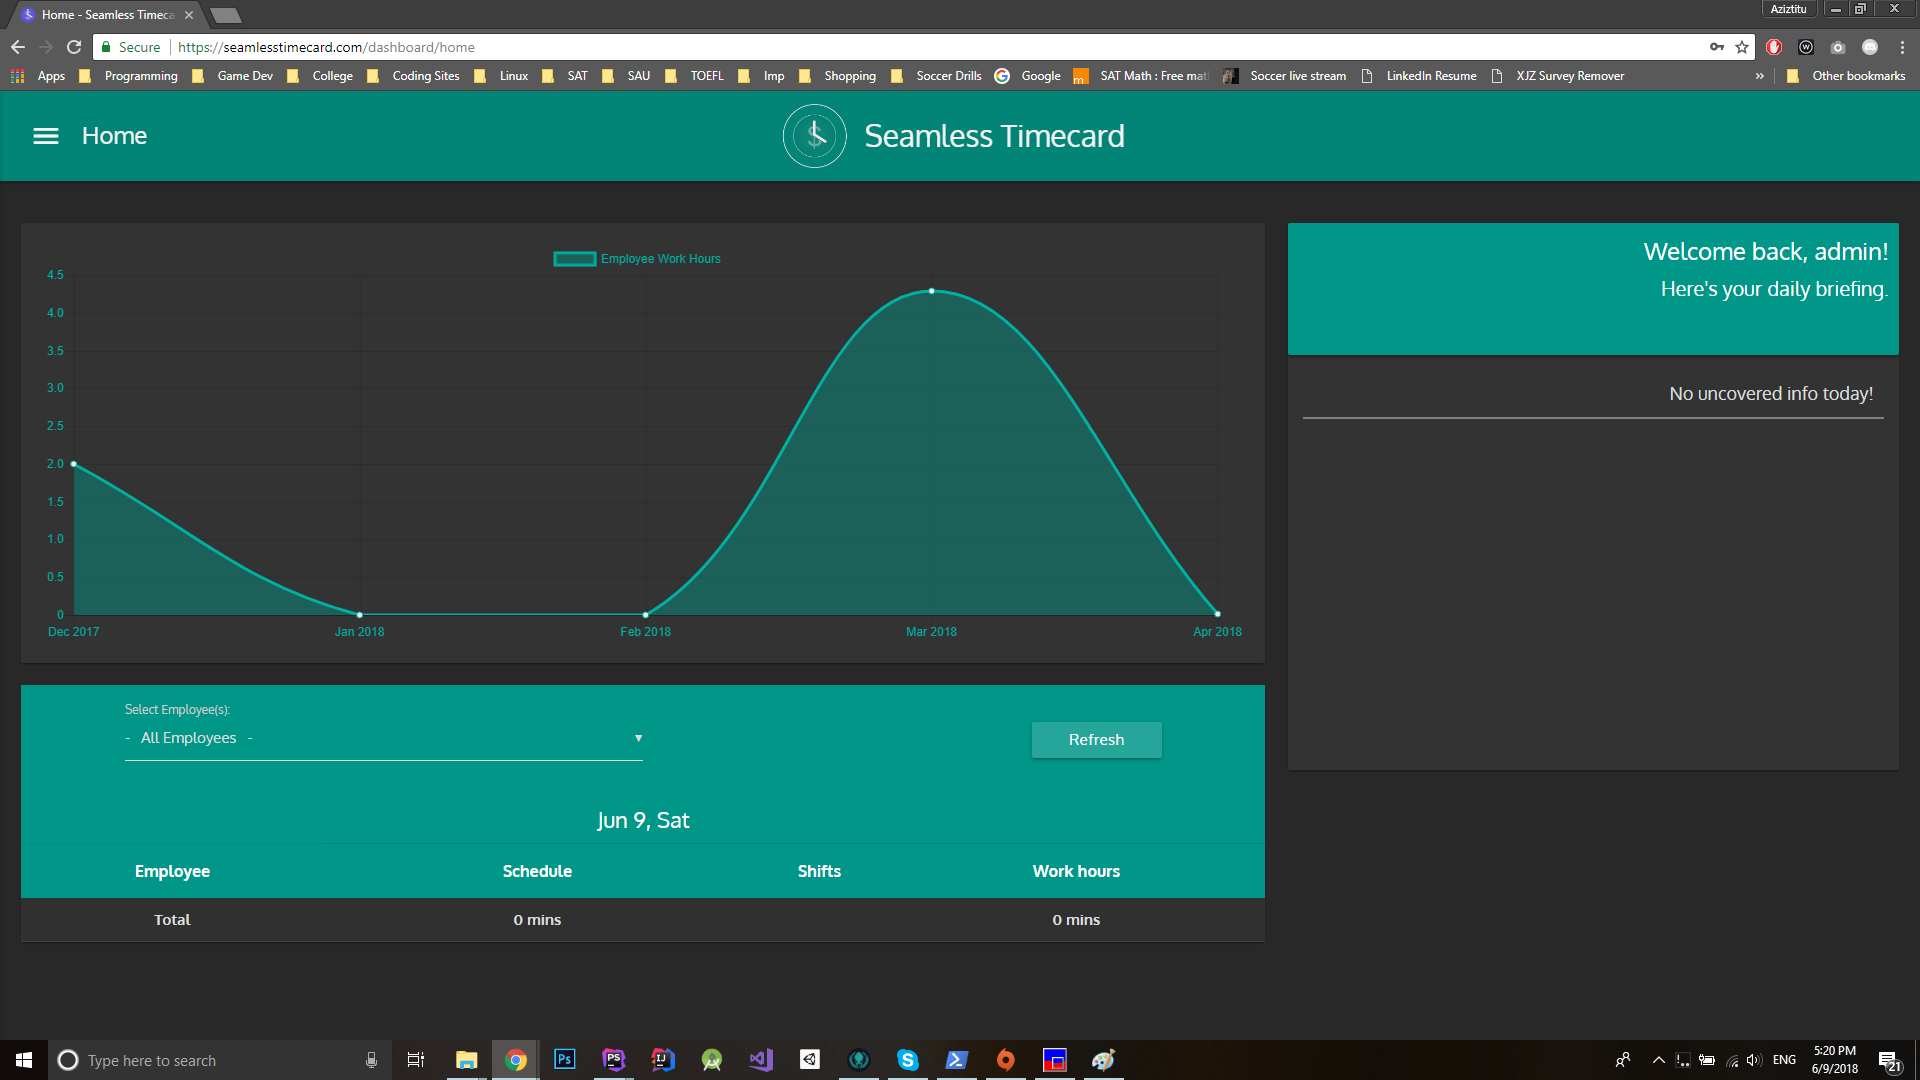 Home - Seamless Timeca
Aziztitu
Secure
https://seamlesstimecard.com/dashboard/home
Apps Programming Game Dev College Coding Sites Linux SAT SAU TOEFL Imp Shopping Soccer Drills Google SAT Math : Free mat Soccer live stream LinkedIn Resume XJZ Survey Remover » Other bookmarks
Home
Seamless Timecard
Employee Work Hours
4.5
4.0
3.5
3.0
2.5
2.0
1.5
1.0
0.5
0
Dec 2017 Jan 2018 Feb 2018 Mar 2018 Apr 2018
Welcome back, admin!
Here's your daily briefing.
No uncovered info today!
Select Employee(s):
- All Employees -
Refresh
Jun 9, Sat
Employee Schedule Shifts Work hours
Total 0 mins 0 mins
Type here to search
Ps
PS
IJ
ENG
5:20 PM
6/9/2018
21